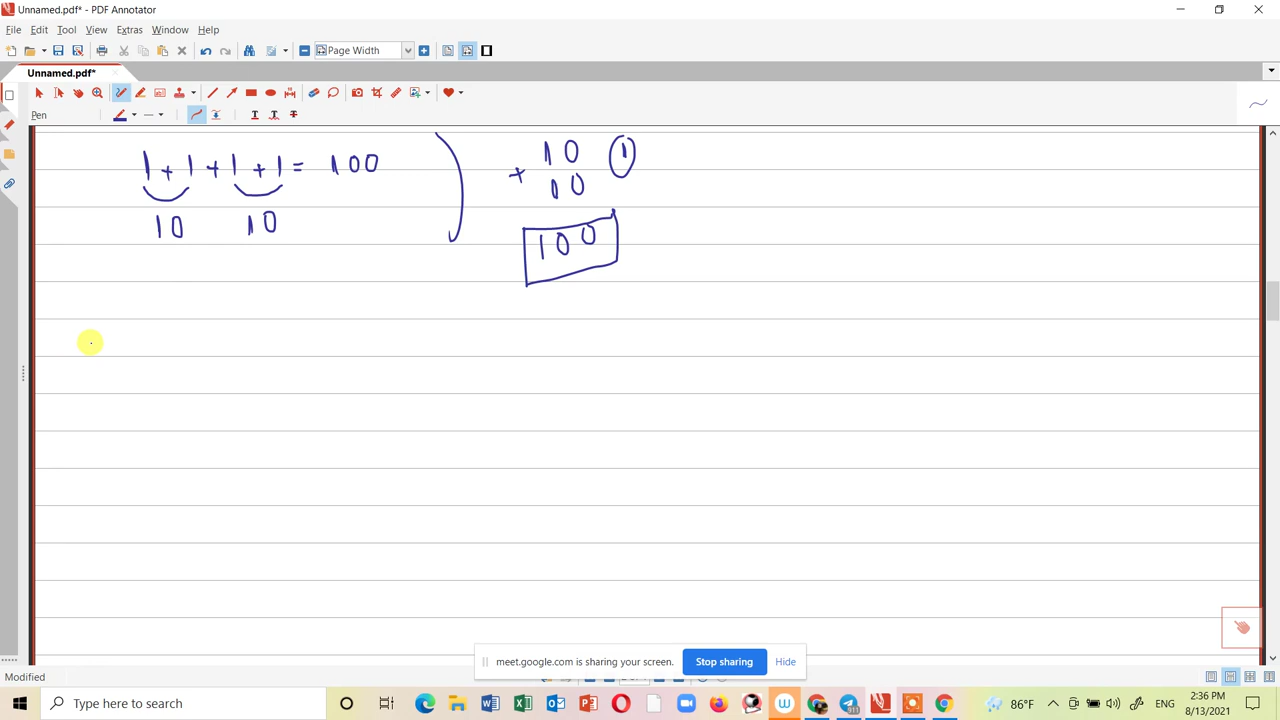 Unnamed.pdf* - PDF Annotator
File Edit Tool View Extras Window Help
Page Width
Unnamed.pdf*
Pen
1 + 1 + 1 + 1 = 100
10 10
10 1
+ 10
100
meet.google.com is sharing your screen. Stop sharing Hide
Modified
Type here to search
86°F ENG 2:36 PM
8/13/2021